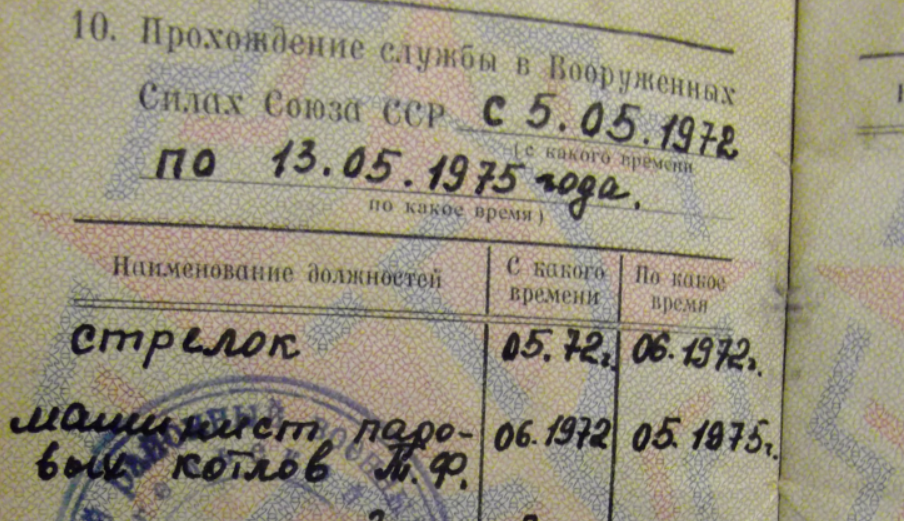 10. Прохождение службы в Вооруженных
Силах Союза ССР с 5.05.1972
(с какого времени
по 13.05.1975 года.
по какое время)
Наименование должностей С какого времени По какое время
стрелок 05.72г. 06.1972г.
машинист паро- 06.1972 05.1975г.
вых котлов Т.Ф.
районный